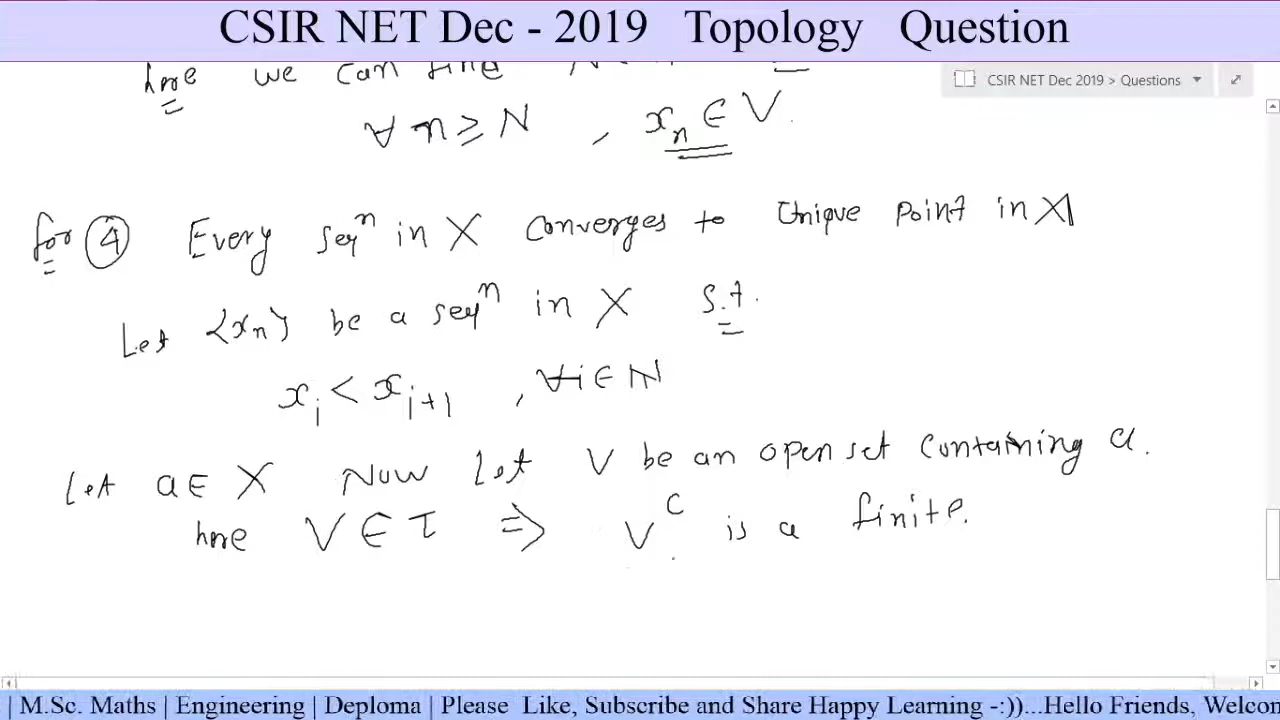 CSIR NET Dec - 2019 Topology Question
CSIR NET Dec 2019 > Questions
here we can find
∀ n ≥ N , xₙ ∈ V.
for ④ Every seqⁿ in X Converges to Unique Point in X
Let {xₙ} be a seqⁿ in X s.t.
xᵢ < xᵢ₊₁ , ∀ i ∈ ℕ
Let a ∈ X Now Let V be an open set Containing a.
here V ∈ τ ⇒ Vᶜ is a finite.
| M.Sc. Maths | Engineering | Deploma | Please Like, Subscribe and Share Happy Learning -:))...Hello Friends, Welcon